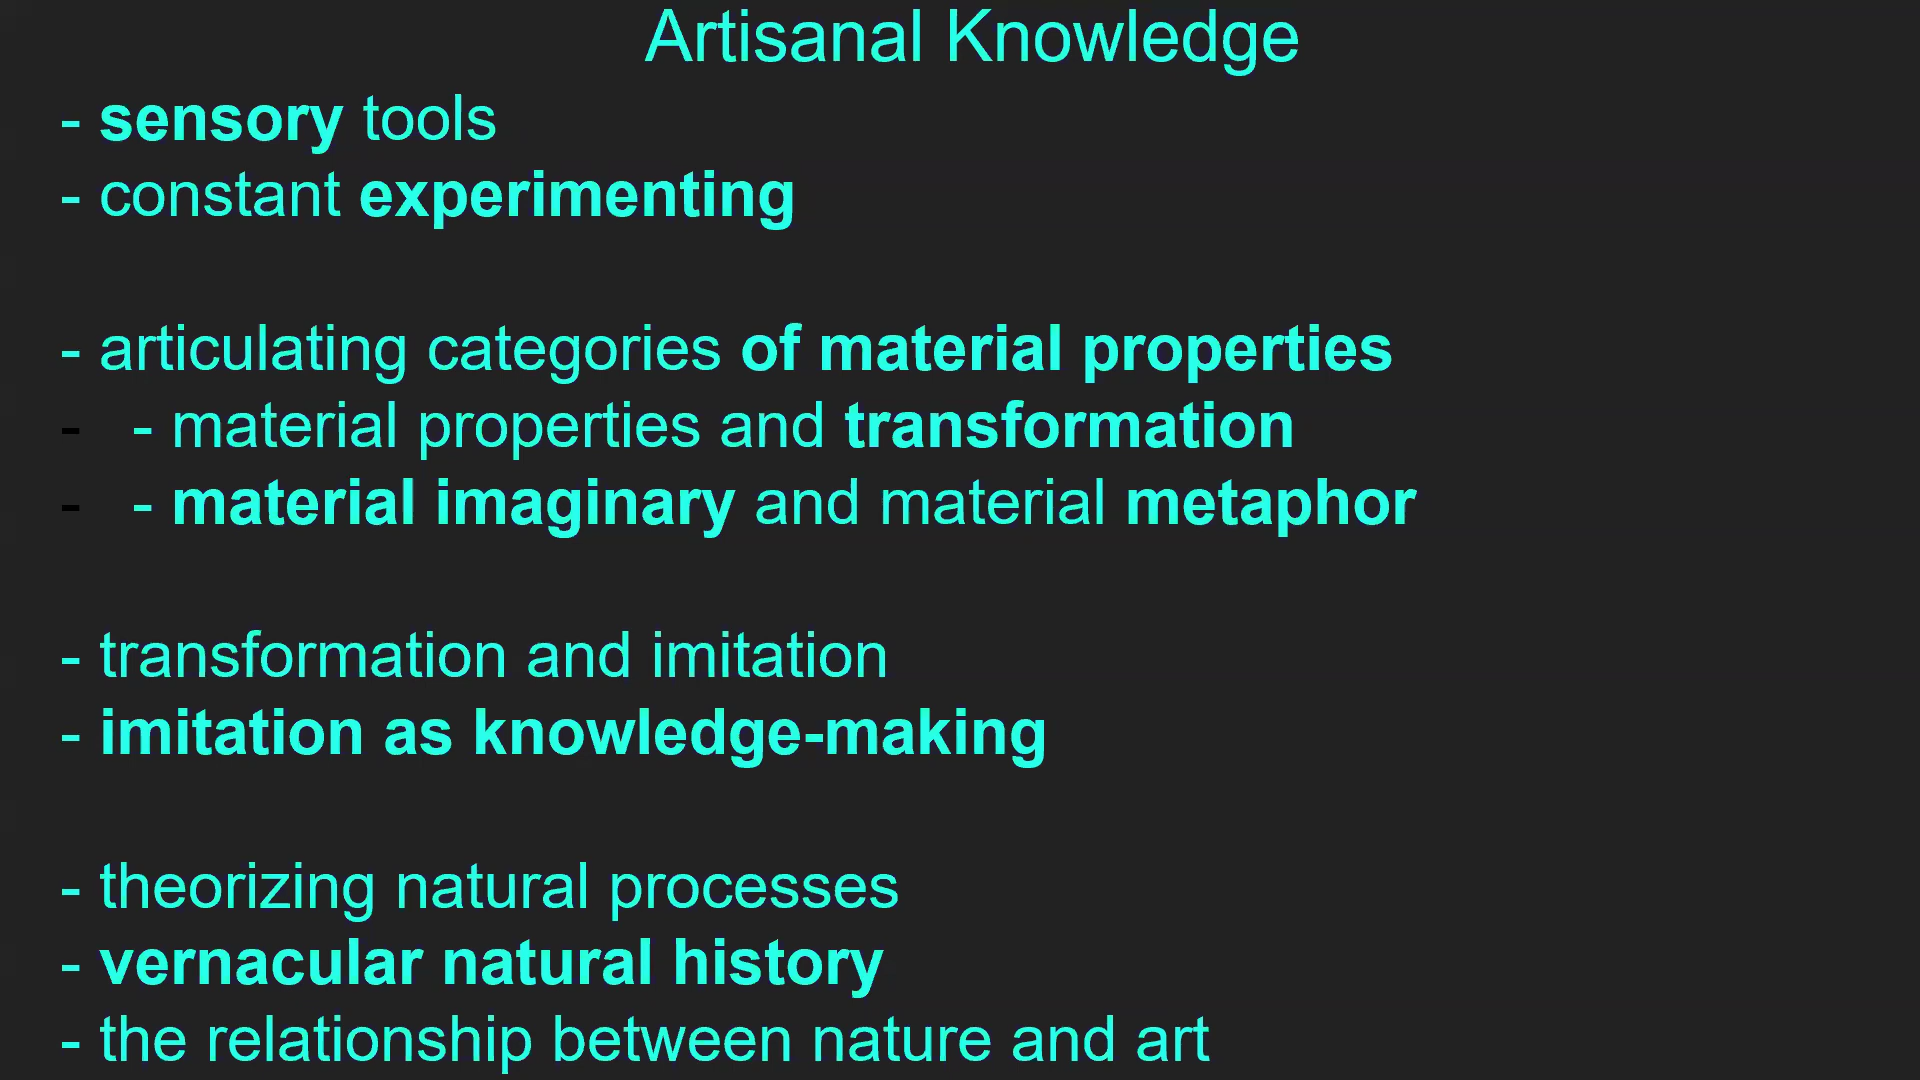 Artisanal Knowledge
- sensory tools
- constant experimenting
- articulating categories of material properties
- - material properties and transformation
- - material imaginary and material metaphor
- transformation and imitation
- imitation as knowledge-making
- theorizing natural processes
- vernacular natural history
- the relationship between nature and art